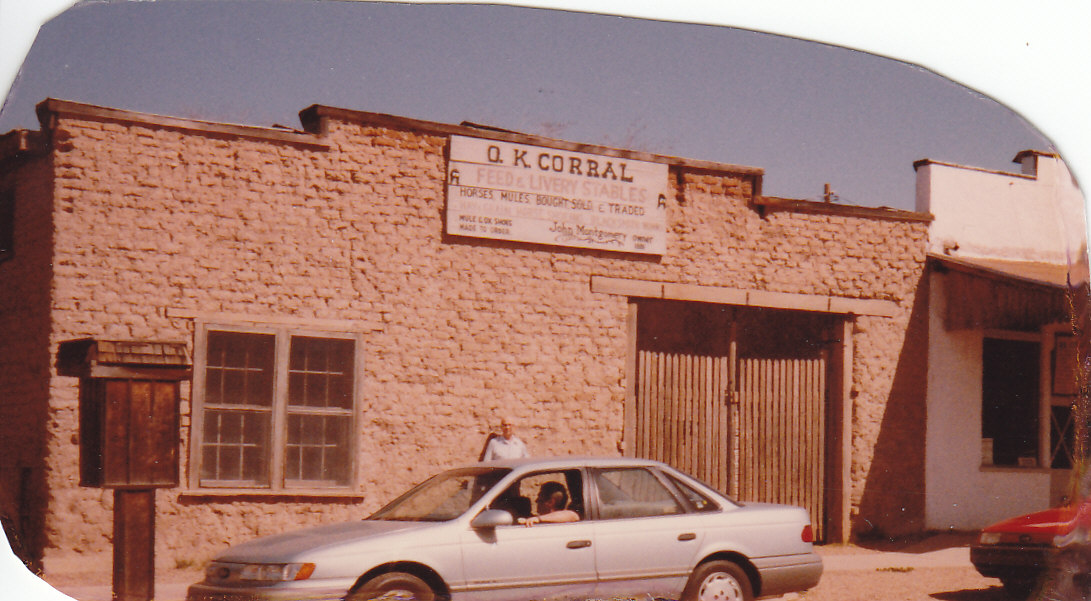 O. K. CORRAL
FEED & LIVERY STABLES
HORSES, MULES, BOUGHT SOLD, & TRADED
MULE & OX SHOES
MADE TO ORDER
John Montgomery